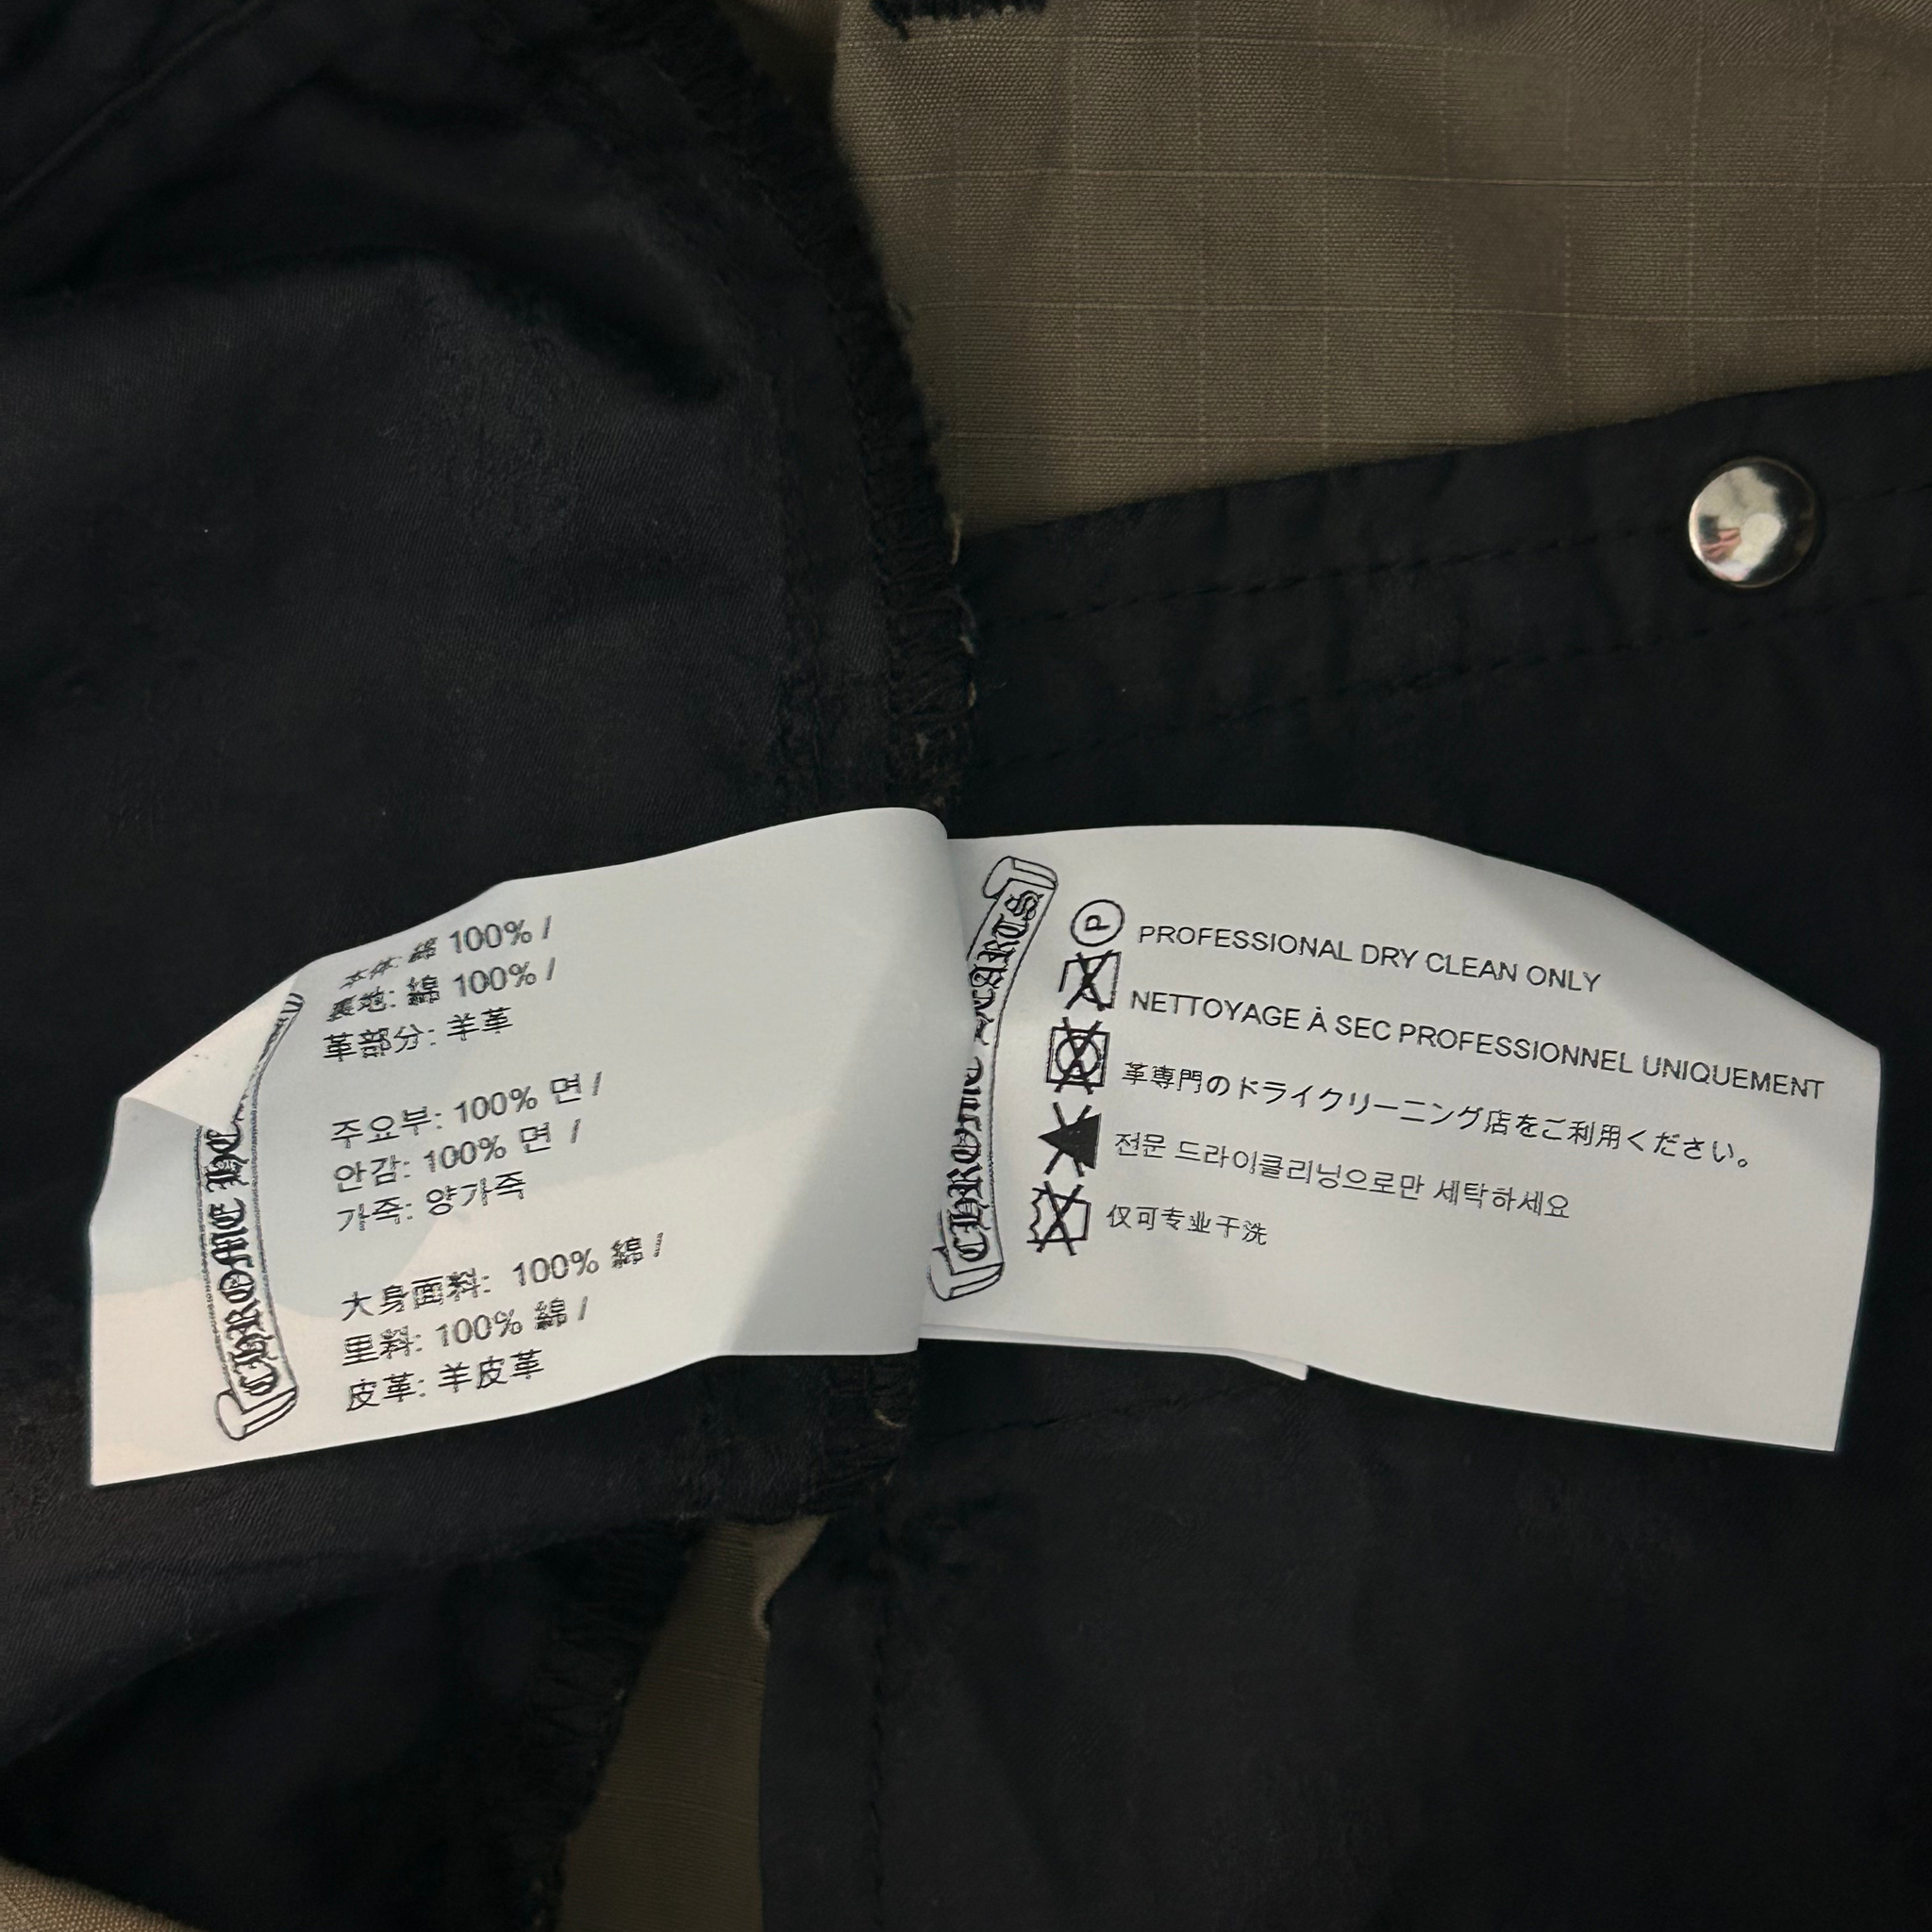 CHROME HE
本体: 綿 100% /
裏地: 綿 100% /
革部分: 羊革
주요부: 100% 면 /
안감: 100% 면 /
가죽: 양가죽
大身面料: 100% 綿 /
里料: 100% 綿 /
皮革: 羊皮革
CHROME HEARTS
P
PROFESSIONAL DRY CLEAN ONLY
NETTOYAGE À SEC PROFESSIONNEL UNIQUEMENT
革専門のドライクリーニング店をご利用ください。
전문 드라이클리닝으로만 세탁하세요
仅可专业干洗